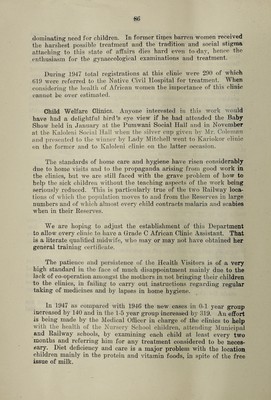 66
dominating need for children. In former times barren women received
the harshest possible treatment and the tradition and social stigma
attaching to this state of affairs dies hard even to-day, hence the
enthusiasm for the gynaecological examinations and treatment.
During 1947 total registrations at this clinic were 290 of which
619 were referred to the Native Civil Hospital for treatment. When
considering the health of African women the importance of this clinic
cannot be over estimated.
Child Welfare Clinics. Anyone interested in this work would
have had a delightful bird's eye view if he had attended the Baby
Show held in January at the Pumwani Social Hall and in November
at the Kaloleni Social Hall when the silver cup given by Mr. Coleman
and presented to the winner by Lady Mitchell went to Kariokor clinic
on the former and to Kaloleni clinic on the latter occasion.
The standards of home care and hygiene have risen considerably
due to home visits and to the propaganda arising from good work in
the clinics, but we are still faced with the grave problem of how to
help the sick children without the teaching aspects of the work being
seriously reduced. This is particularly true of the two Railway loca-
tions of which the population moves to and from the Reserves in large
numbers and of which almost every child contracts malaria and scabies
when in their Reserves.
We are hoping to adjust the establishment of this Department
to allow every clinic to have a Grade C African Clinic Assistant. That
is a literate qualified midwife, who may or may not have obtained her
general training certificate.
The patience and persistence of the Health Visitors is of a very
high standard in the face of much disappointment mainly due to the
lack of co-operation amongst the mothers in not bringing their children
to the clinics, in failing to carry out instructions regarding regular
taking of medicines and by lapses in home hygiene.
In 1947 as compared with 1946 the new cases in 0-1 year group
increased by 140 and in the 1-5 year group increased by 319. An effort
is being made by the Medical Officer in charge of the clinics to help
with the health of the Nursery School children, attending Municipal
and Railway schools, by examining each child at least every two
months and referring him for any treatment considered to be neces-
sary. Diet deficiency and care is a major problem with the location
children mainly in the protein and vitamin foods, in spite of the free
issue of milk.